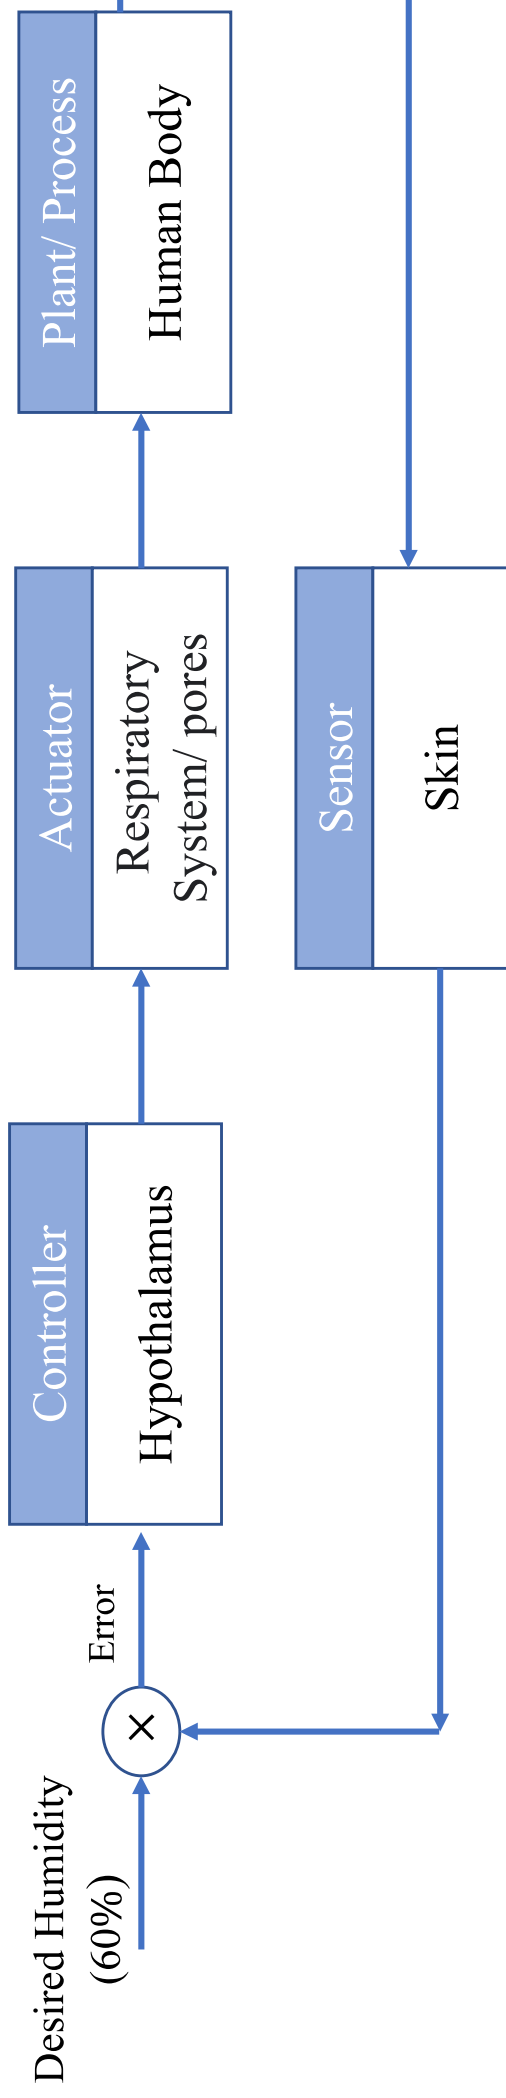 Desired Humidity
(60%)
×
Error
Controller
Hypothalamus
Actuator
Respiratory
System/ pores
Plant/ Process
Human Body
Sensor
Skin